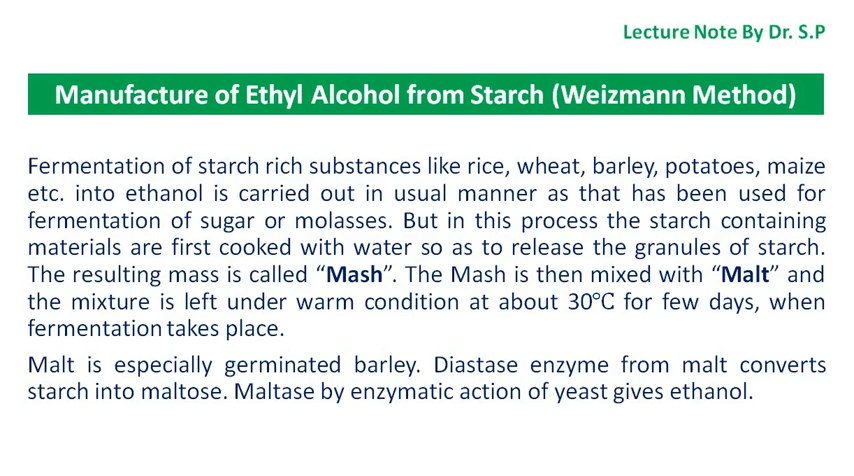 Lecture Note By Dr. S.P
Manufacture of Ethyl Alcohol from Starch (Weizmann Method)
Fermentation of starch rich substances like rice, wheat, barley, potatoes, maize
etc. into ethanol is carried out in usual manner as that has been used for
fermentation of sugar or molasses. But in this process the starch containing
materials are first cooked with water so as to release the granules of starch.
The resulting mass is called “Mash”. The Mash is then mixed with “Malt” and
the mixture is left under warm condition at about 30℃ for few days, when
fermentation takes place.
Malt is especially germinated barley. Diastase enzyme from malt converts
starch into maltose. Maltase by enzymatic action of yeast gives ethanol.